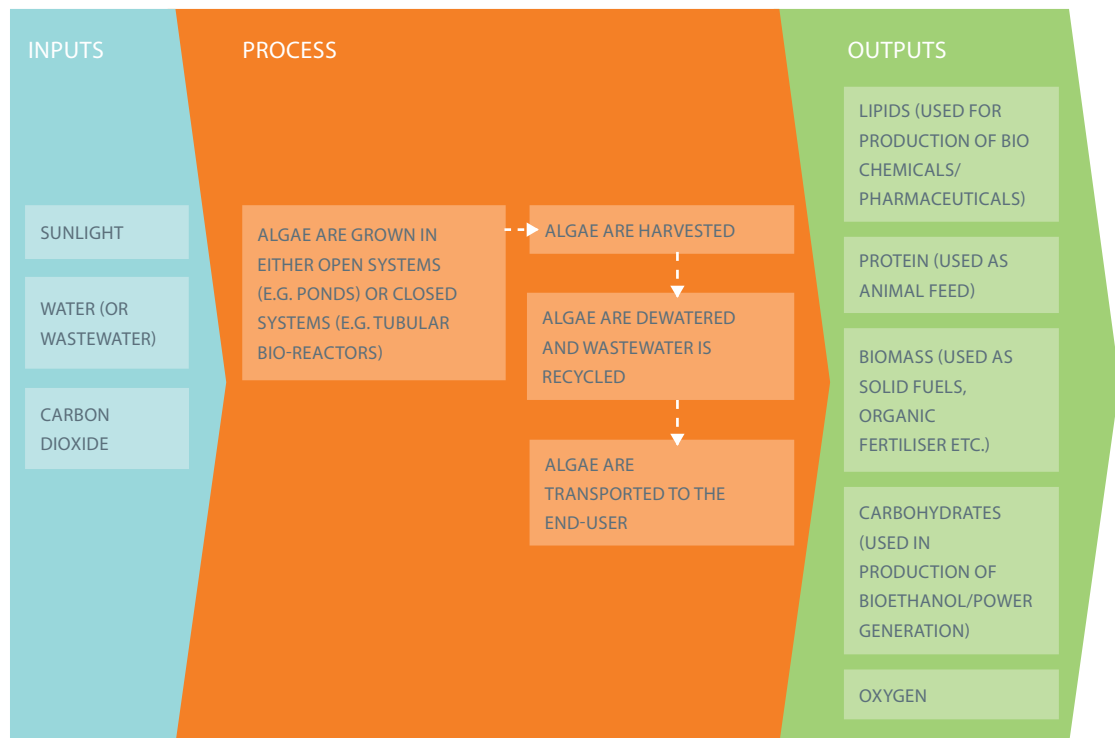 INPUTS
SUNLIGHT
WATER (OR
WASTEWATER)
CARBON
DIOXIDE
PROCESS
ALGAE ARE GROWN IN
EITHER OPEN SYSTEMS
(E.G. PONDS) OR CLOSED
SYSTEMS (E.G. TUBULAR
BIO-REACTORS)
ALGAE ARE HARVESTED
ALGAE ARE DEWATERED
AND WASTEWATER IS
RECYCLED
ALGAE ARE
TRANSPORTED TO THE
END-USER
OUTPUTS
LIPIDS (USED FOR
PRODUCTION OF BIO
CHEMICALS/
PHARMACEUTICALS)
PROTEIN (USED AS
ANIMAL FEED)
BIOMASS (USED AS
SOLID FUELS,
ORGANIC
FERTILISER ETC.)
CARBOHYDRATES
(USED IN
PRODUCTION OF
BIOETHANOL/POWER
GENERATION)
OXYGEN